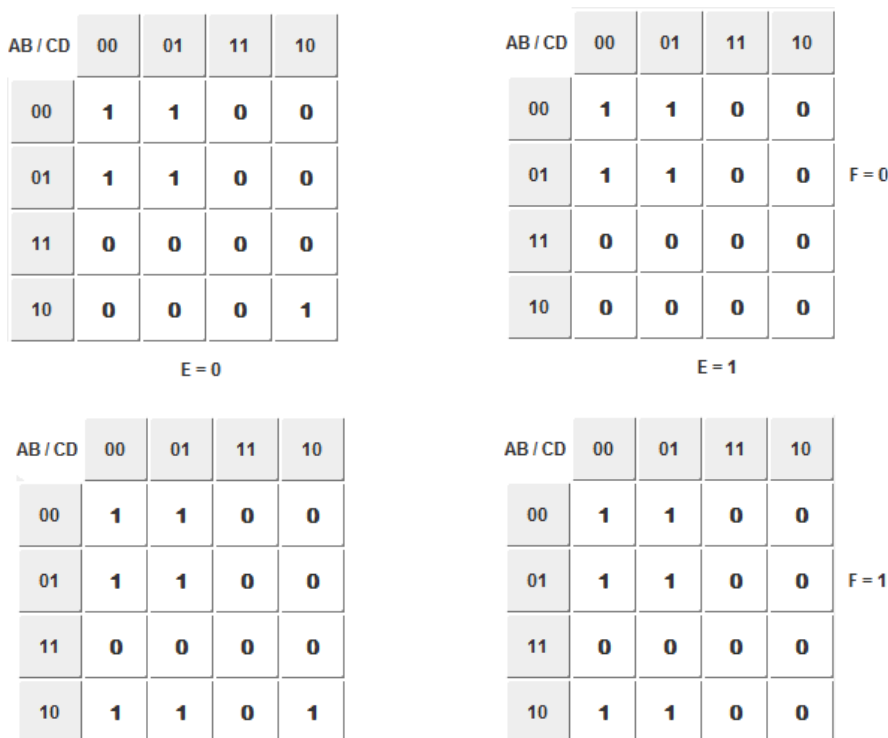 AB / CD 00 01 11 10
00 1 1 0 0
01 1 1 0 0
11 0 0 0 0
10 0 0 0 1
E = 0
AB / CD 00 01 11 10
00 1 1 0 0
01 1 1 0 0
11 0 0 0 0
10 0 0 0 0
F = 0
E = 1
AB / CD 00 01 11 10
00 1 1 0 0
01 1 1 0 0
11 0 0 0 0
10 1 1 0 1
AB / CD 00 01 11 10
00 1 1 0 0
01 1 1 0 0
11 0 0 0 0
10 1 1 0 0
F = 1